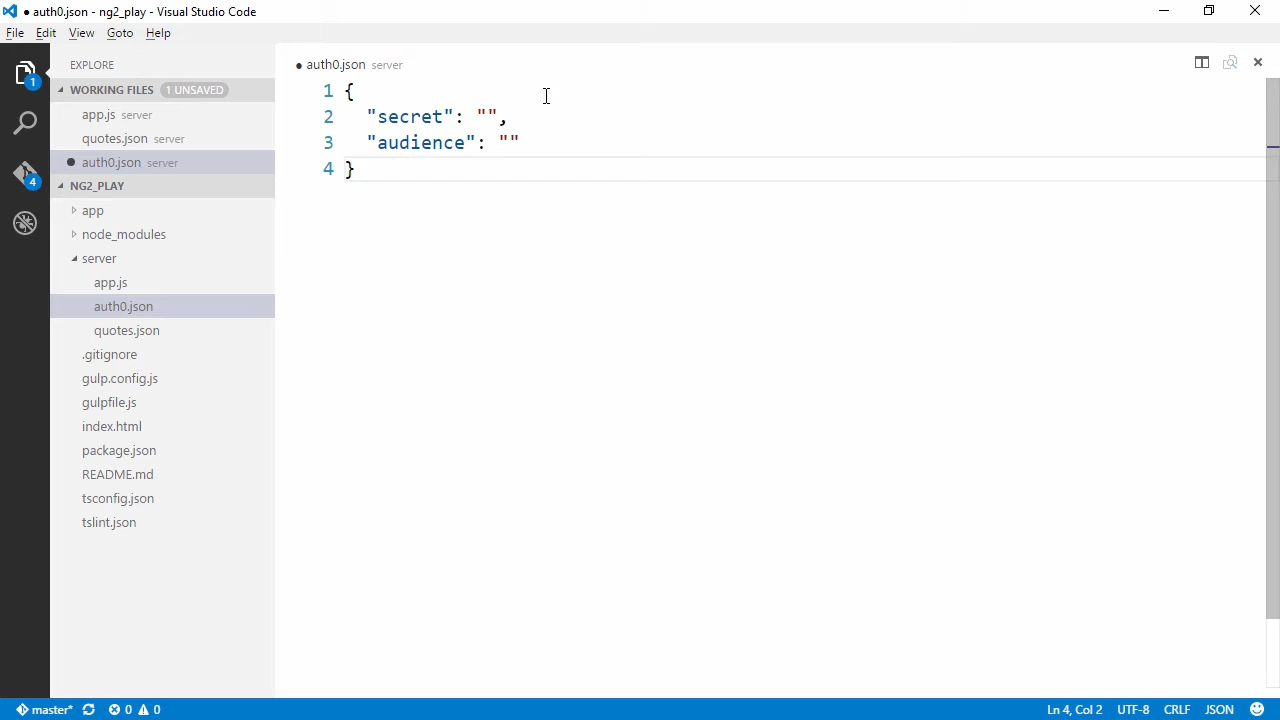 ● auth0.json - ng2_play - Visual Studio Code
File Edit View Goto Help
EXPLORE
WORKING FILES 1 UNSAVED
app.js server
quotes.json server
● auth0.json server
NG2_PLAY
app
node_modules
server
app.js
auth0.json
quotes.json
.gitignore
gulp.config.js
gulpfile.js
index.html
package.json
README.md
tsconfig.json
tslint.json
1
4
● auth0.json server
1 {
2 "secret": "",
3 "audience": ""
4 }
master* 0 0 Ln 4, Col 2 UTF-8 CRLF JSON